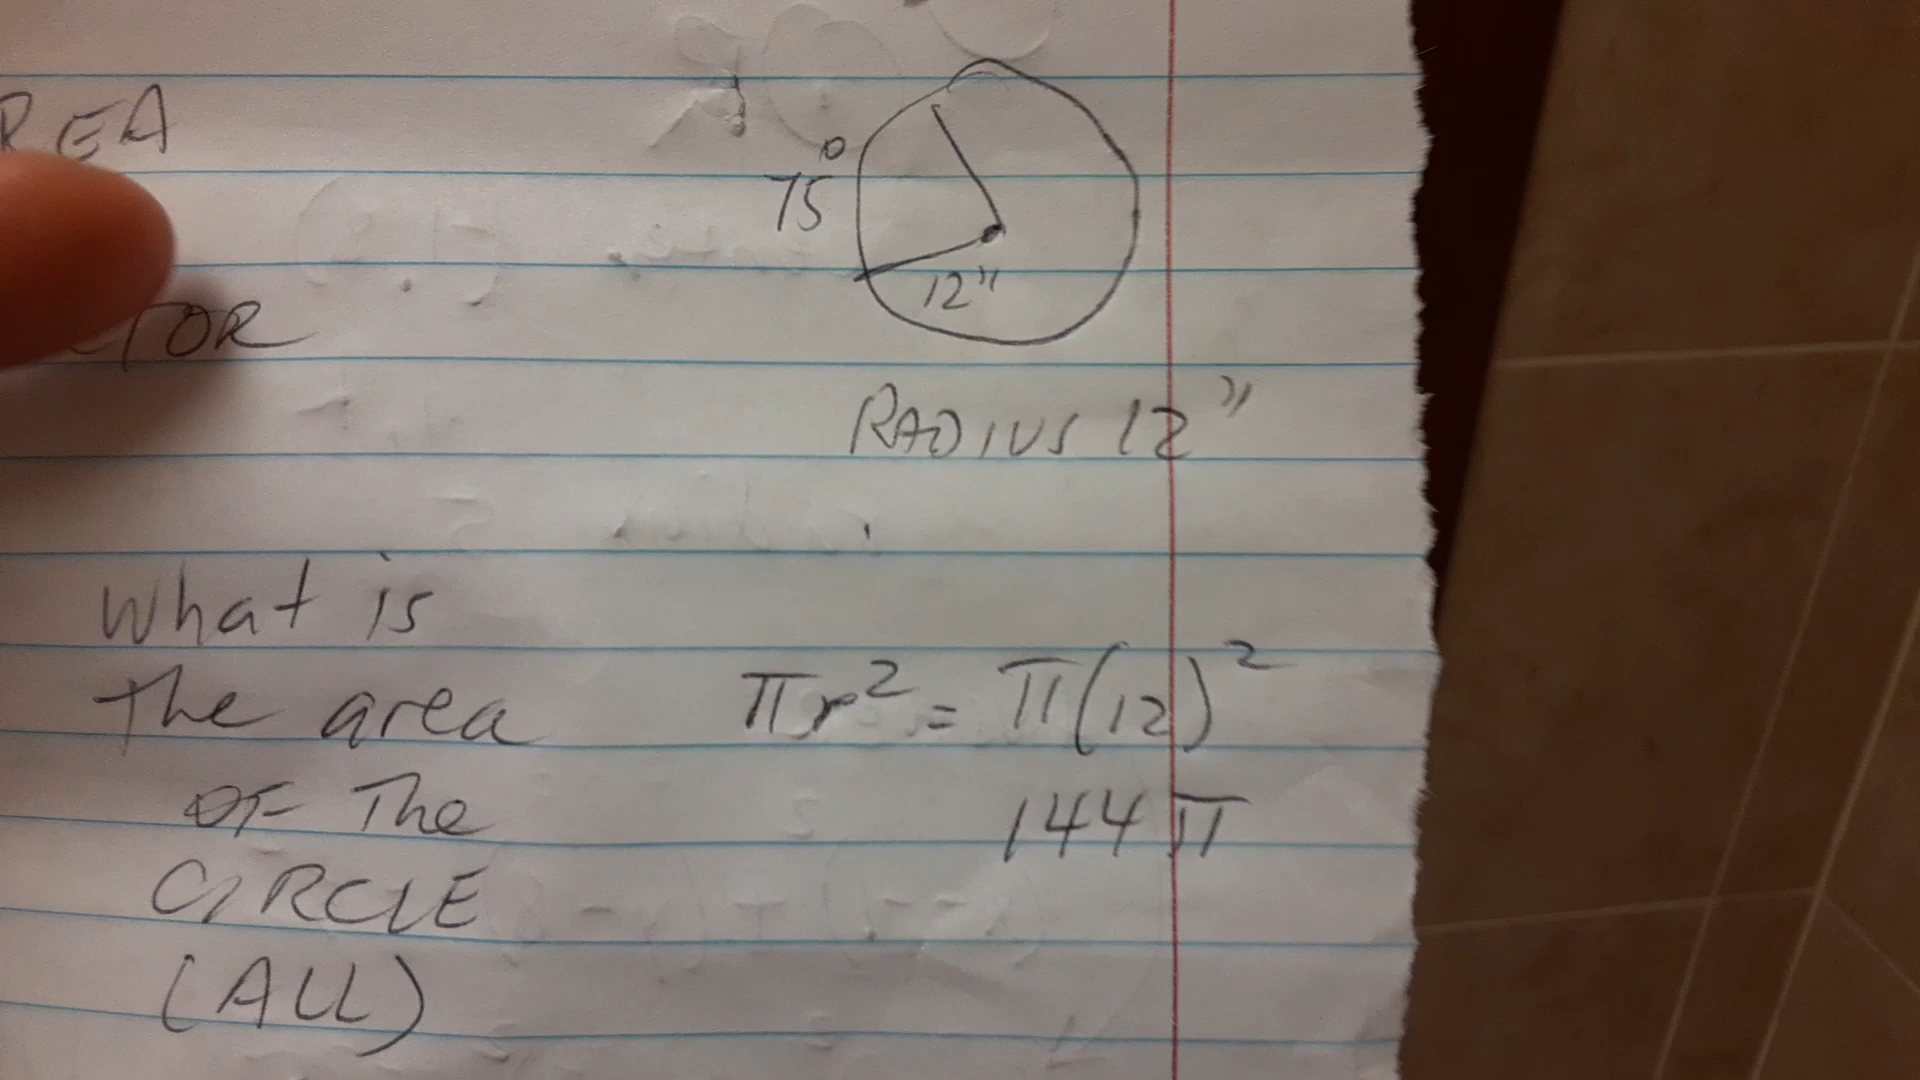 REA
75°
12"
TOR
RADIUS 12"
What is
The area
OF The
CIRCLE
(ALL)
πr² = π(12)²
144π